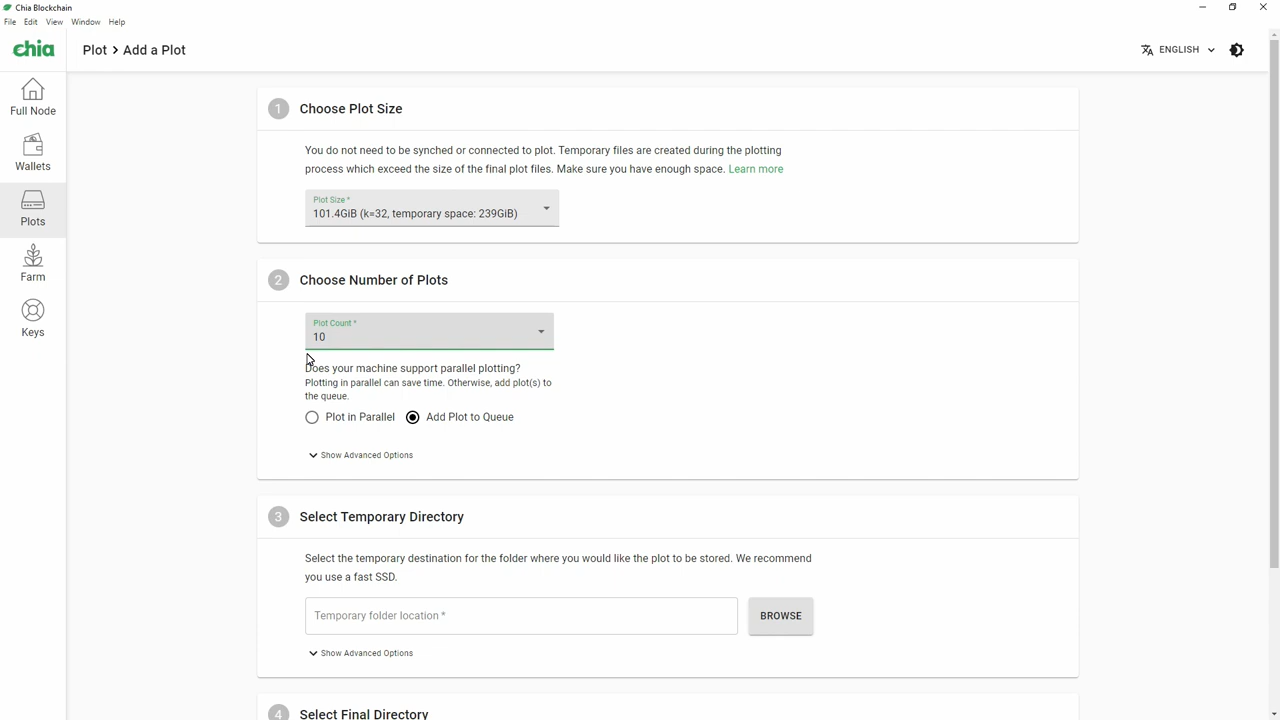 Chia Blockchain
File Edit View Window Help
chia
Plot > Add a Plot
ENGLISH
Full Node
Wallets
Plots
Farm
Keys
1 Choose Plot Size
You do not need to be synched or connected to plot. Temporary files are created during the plotting
process which exceed the size of the final plot files. Make sure you have enough space. Learn more
Plot Size *
101.4GiB (k=32, temporary space: 239GiB)
2 Choose Number of Plots
Plot Count *
10
Does your machine support parallel plotting?
Plotting in parallel can save time. Otherwise, add plot(s) to
the queue.
Plot in Parallel Add Plot to Queue
Show Advanced Options
3 Select Temporary Directory
Select the temporary destination for the folder where you would like the plot to be stored. We recommend
you use a fast SSD.
Temporary folder location *
BROWSE
Show Advanced Options
4 Select Final Directory